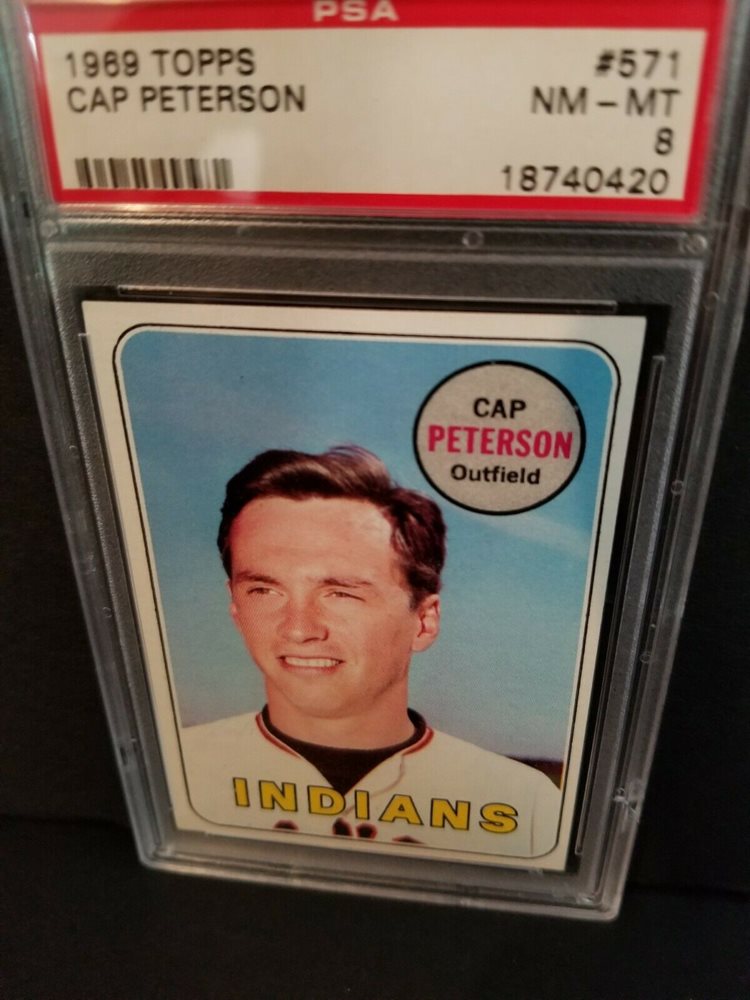 PSA
1969 TOPPS #571
CAP PETERSON NM - MT
8
18740420
CAP
PETERSON
Outfield
INDIANS